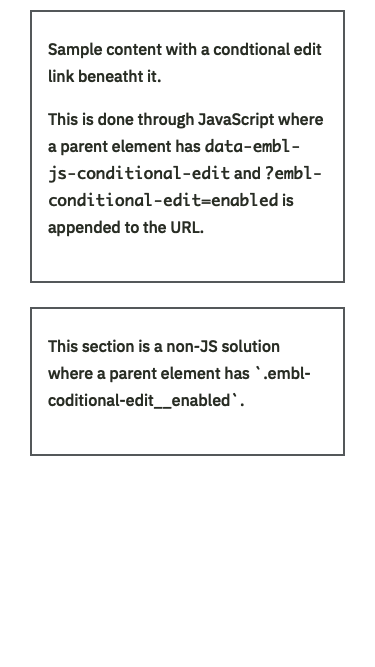 Sample content with a condtional edit
link beneatht it.
This is done through JavaScript where
a parent element has data-embl-
js-conditional-edit and ?embl-
conditional-edit=enabled is
appended to the URL.
This section is a non-JS solution
where a parent element has `.embl-
coditional-edit__enabled`.